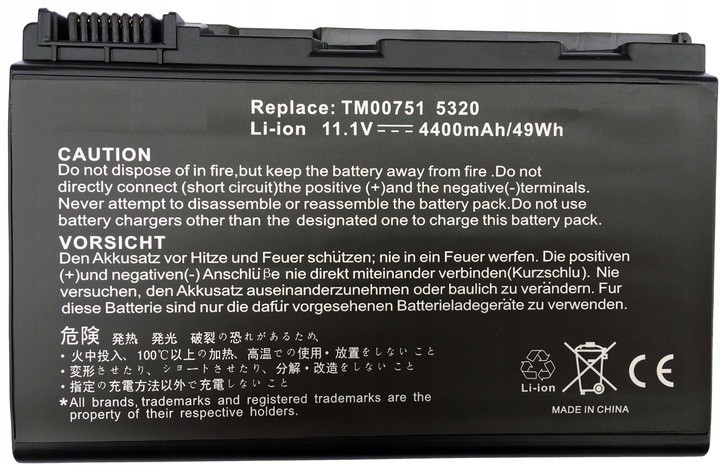 Replace: TM00751 5320
Li-ion 11.1V 4400mAh/49Wh
CAUTION
Do not dispose of in fire,but keep the battery away from fire .Do not
directly connect (short circuit)the positive (+)and the negative(-)terminals.
Never attempt to disassemble or reassemble the battery pack.Do not use
battery chargers other than the designated one to charge this battery pack.
VORSICHT
Den Akkusatz vor Hitze und Feuer schützen; nie in ein Feuer werfen. Die positiven
(+)und negativen(-) Anschlüße nie direkt miteinander verbinden(Kurzschlu). Nie
versuchen, den Akkusatz auseinanderzunehmen oder baulich zu verändern. Fur
diese Batterie sind nur die dafür vorgesehenen Batterieladegeräte zu verwenden.
危険 発熱 発光 破裂の恐れがあるため、
・火中投入、100℃以上の加熱、高温での使用・放置をしないこと
・変形させたり、ショートさせたり、分解・改造をしないこと
・指定の充電方法以外で充電しないこと
*All brands, trademarks and registered trademarks are the
property of their respective holders.
Li-ion
CE
MADE IN CHINA